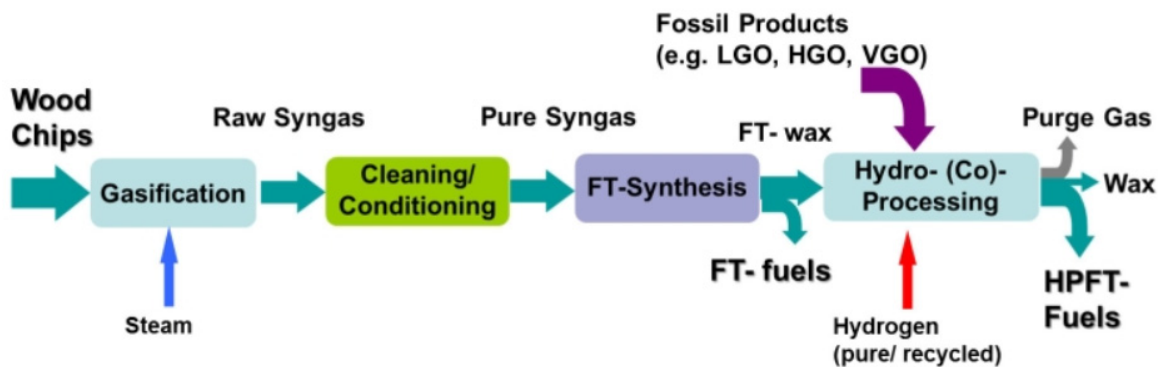 Fossil Products
(e.g. LGO, HGO, VGO)
Wood
Chips
Raw Syngas
Pure Syngas
FT- wax
Purge Gas
Gasification
Cleaning/
Conditioning
FT-Synthesis
Hydro- (Co)-
Processing
Wax
FT- fuels
HPFT-
Fuels
Steam
Hydrogen
(pure/ recycled)